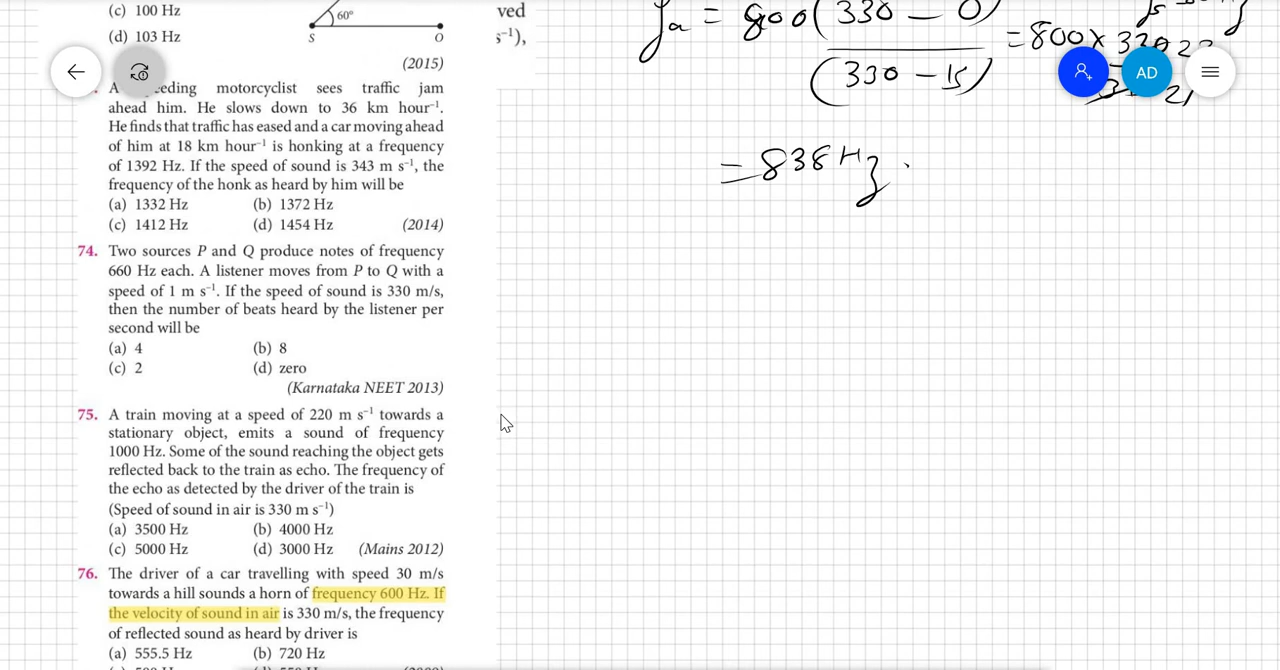 (c) 100 Hz
(d) 103 Hz
60°
S
O
ved
s⁻¹),
(2015)
eding motorcyclist sees traffic jam
ahead him. He slows down to 36 km hour⁻¹.
He finds that traffic has eased and a car moving ahead
of him at 18 km hour⁻¹ is honking at a frequency
of 1392 Hz. If the speed of sound is 343 m s⁻¹, the
frequency of the honk as heard by him will be
(a) 1332 Hz (b) 1372 Hz
(c) 1412 Hz (d) 1454 Hz (2014)
74. Two sources P and Q produce notes of frequency
660 Hz each. A listener moves from P to Q with a
speed of 1 m s⁻¹. If the speed of sound is 330 m/s,
then the number of beats heard by the listener per
second will be
(a) 4 (b) 8
(c) 2 (d) zero
(Karnataka NEET 2013)
75. A train moving at a speed of 220 m s⁻¹ towards a
stationary object, emits a sound of frequency
1000 Hz. Some of the sound reaching the object gets
reflected back to the train as echo. The frequency of
the echo as detected by the driver of the train is
(Speed of sound in air is 330 m s⁻¹)
(a) 3500 Hz (b) 4000 Hz
(c) 5000 Hz (d) 3000 Hz (Mains 2012)
76. The driver of a car travelling with speed 30 m/s
towards a hill sounds a horn of frequency 600 Hz. If
the velocity of sound in air is 330 m/s, the frequency
of reflected sound as heard by driver is
(a) 555.5 Hz (b) 720 Hz
= 800(330 - 0)
(330 - 15)
= 800 × 330 22
21
= 838 Hz.
AD